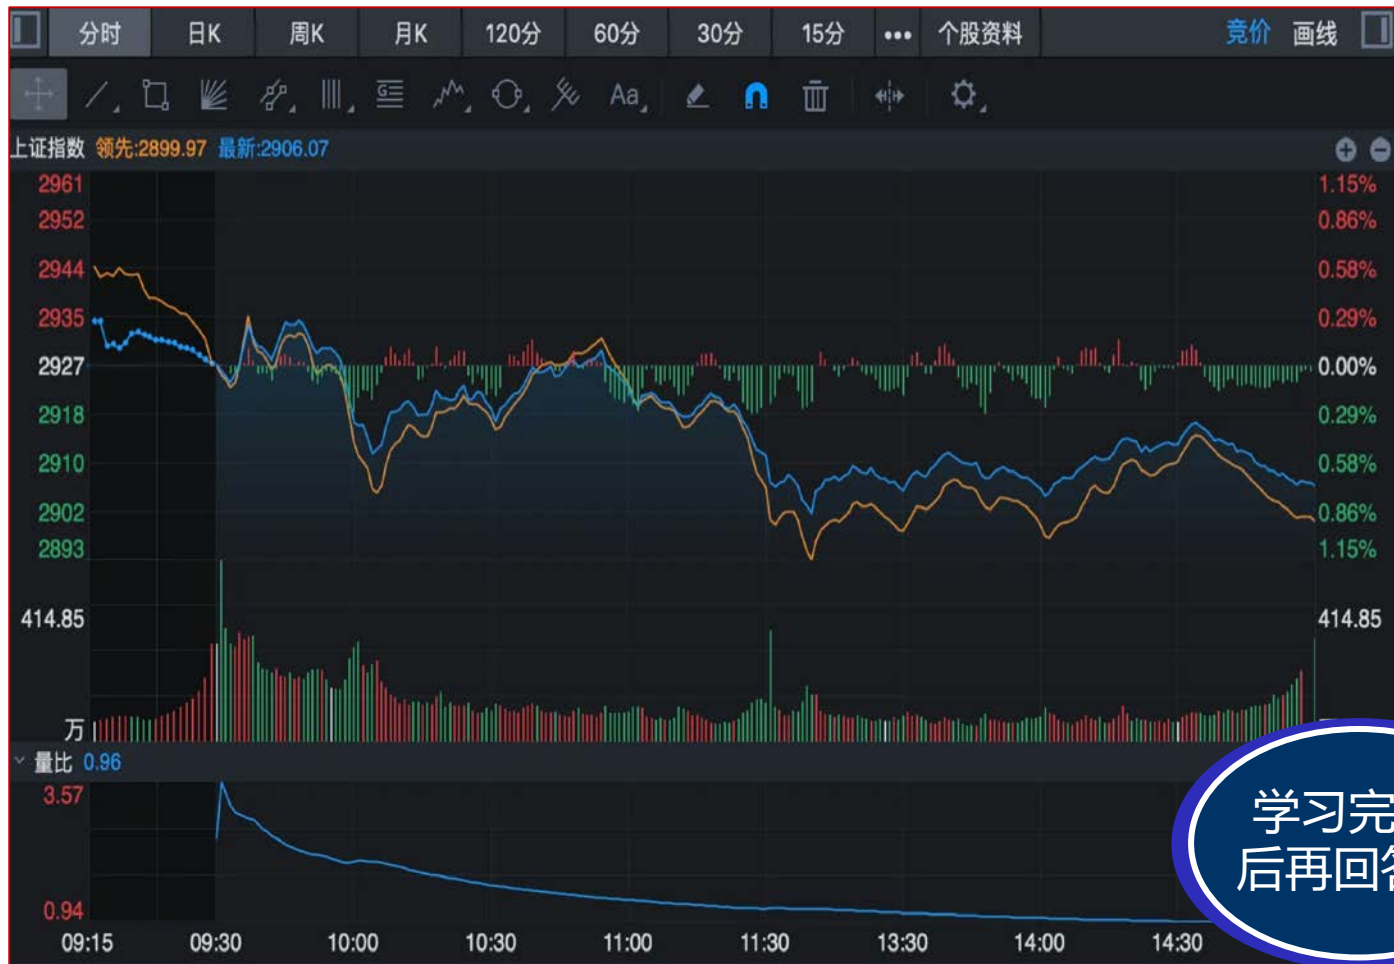 分时 日K 周K 月K 120分 60分 30分 15分 ••• 个股资料 竞价 画线
G Aa
上证指数 领先:2899.97 最新:2906.07
2961 1.15%
2952 0.86%
2944 0.58%
2935 0.29%
2927 0.00%
2918 0.29%
2910 0.58%
2902 0.86%
2893 1.15%
414.85 414.85
万
量比 0.96
3.57
0.94
学习完
后再回答
09:15 09:30 10:00 10:30 11:00 11:30 13:30 14:00 14:30